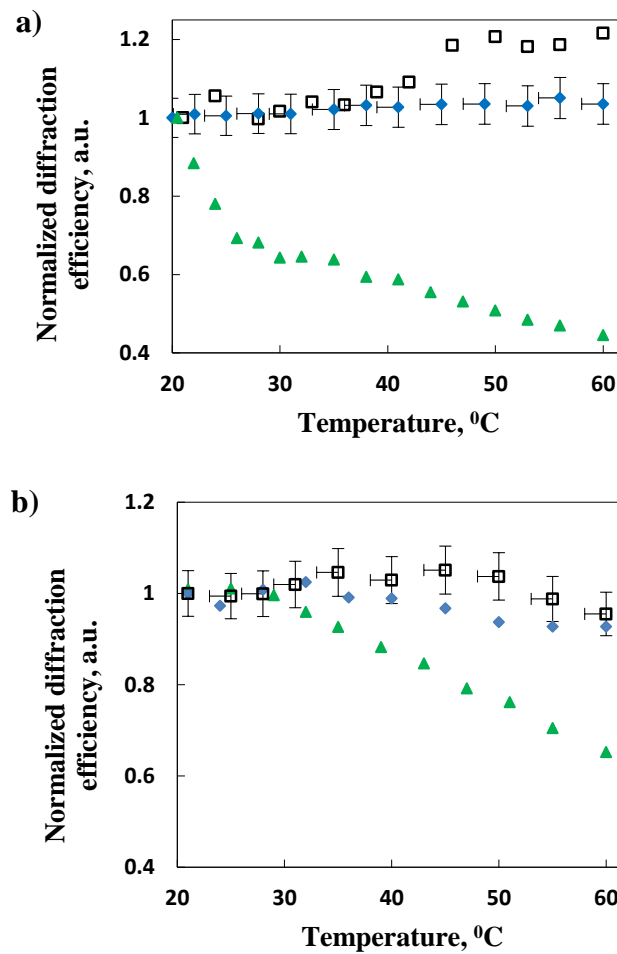 a)
1.2
1
0.8
0.6
0.4
20
30
40
50
60
Normalized diffraction
efficiency, a.u.
Temperature, ⁰C
b)
1.2
1
0.8
0.6
0.4
20
30
40
50
60
Normalized diffraction
efficiency, a.u.
Temperature, ⁰C